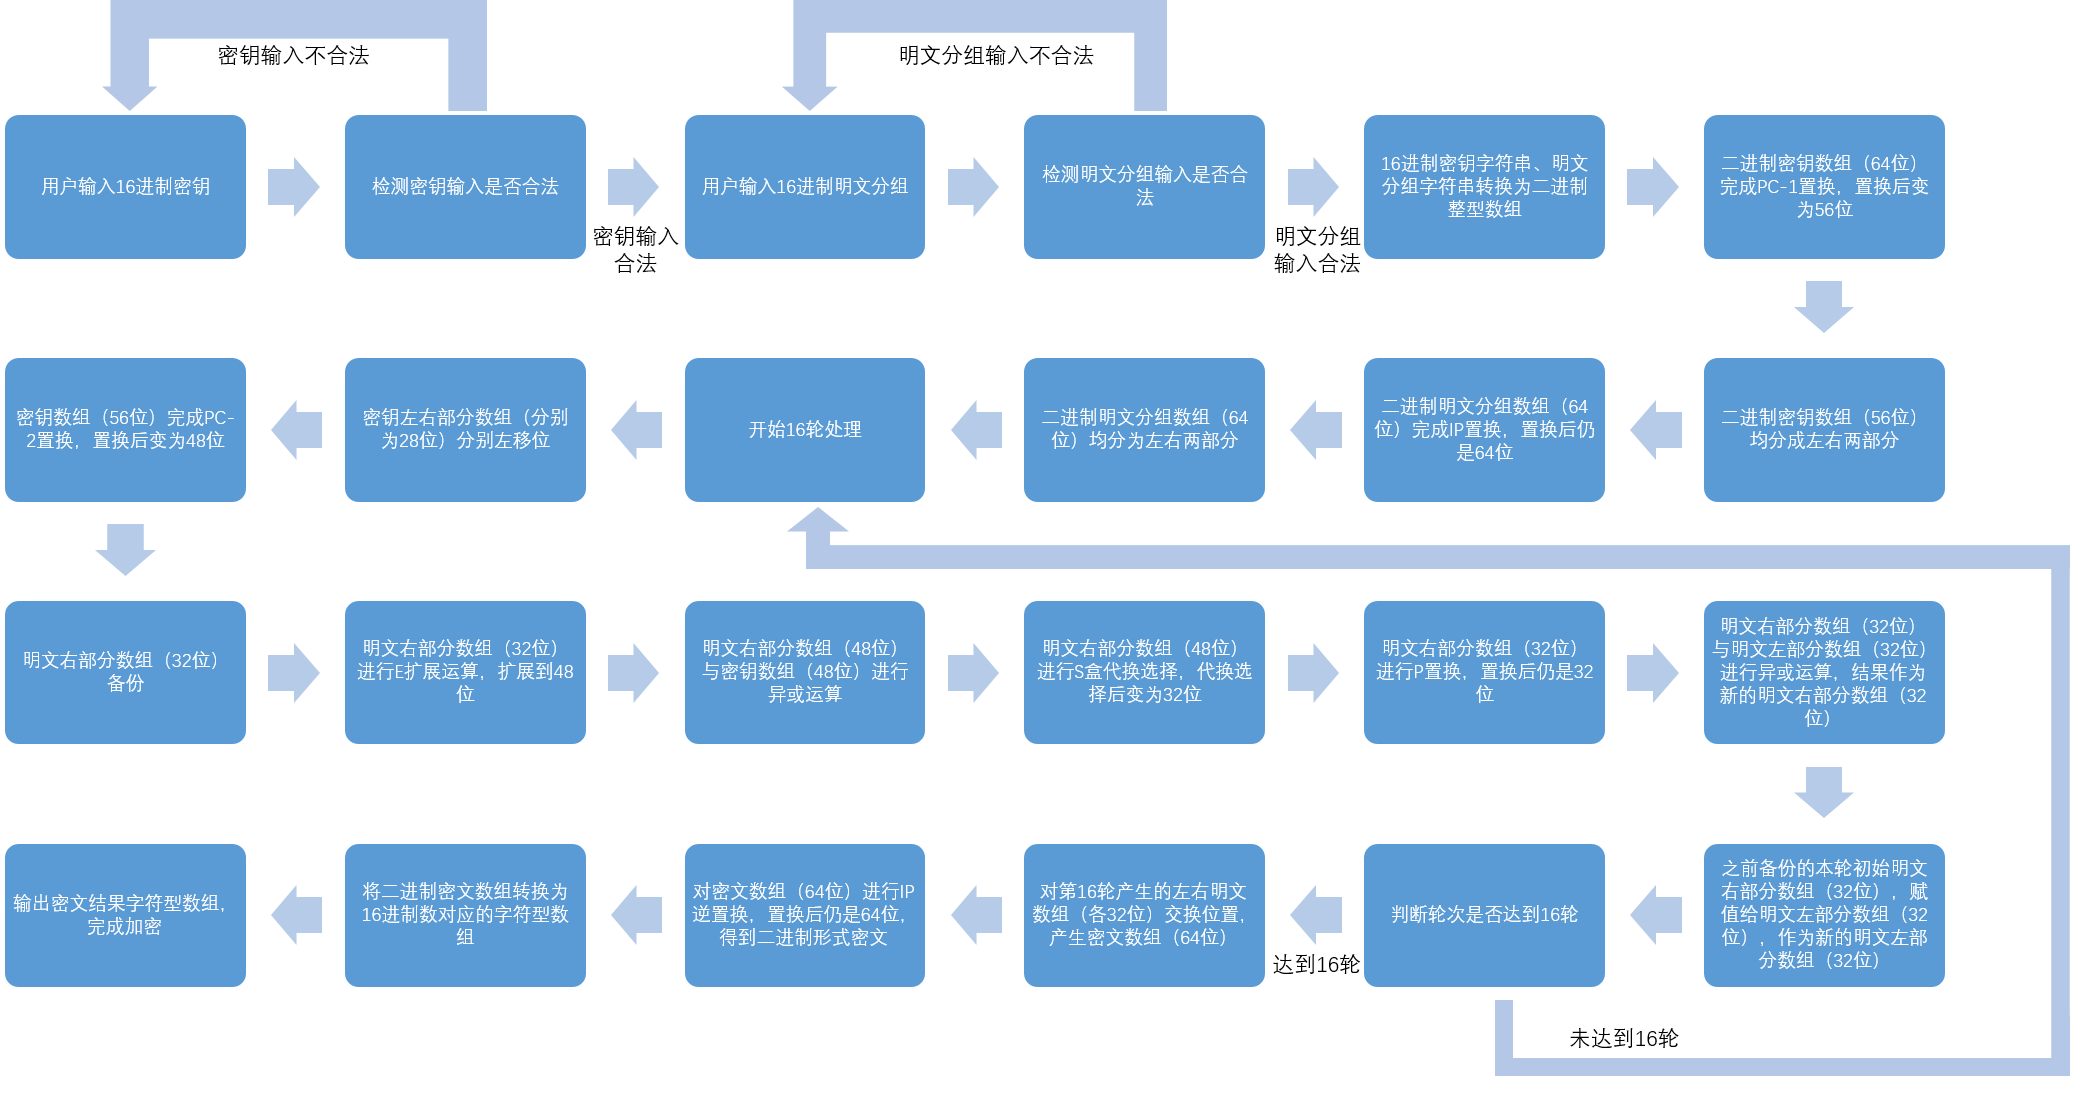 密钥输入不合法
明文分组输入不合法
用户输入16进制密钥
检测密钥输入是否合法
密钥输入
合法
用户输入16进制明文分组
检测明文分组输入是否合
法
明文分组
输入合法
16进制密钥字符串、明文
分组字符串转换为二进制
整型数组
二进制密钥数组（64位）
完成PC-1置换，置换后变
为56位
二进制密钥数组（56位）
均分成左右两部分
二进制明文分组数组（64
位）完成IP置换，置换后仍
是64位
二进制明文分组数组（64
位）均分为左右两部分
开始16轮处理
密钥左右部分数组（分别
为28位）分别左移位
密钥数组（56位）完成PC-
2置换，置换后变为48位
明文右部分数组（32位）
备份
明文右部分数组（32位）
进行E扩展运算，扩展到48
位
明文右部分数组（48位）
与密钥数组（48位）进行
异或运算
明文右部分数组（48位）
进行S盒代换选择，代换选
择后变为32位
明文右部分数组（32位）
进行P置换，置换后仍是32
位
明文右部分数组（32位）
与明文左部分数组（32位）
进行异或运算，结果作为
新的明文右部分数组（32
位）
之前备份的本轮初始明文
右部分数组（32位），赋
值给明文左部分数组（32
位），作为新的明文左部
分数组（32位）
判断轮次是否达到16轮
未达到16轮
达到16轮
对第16轮产生的左右明文
数组（各32位）交换位置，
产生密文数组（64位）
对密文数组（64位）进行IP
逆置换，置换后仍是64位，
得到二进制形式密文
将二进制密文数组转换为
16进制数对应的字符型数
组
输出密文结果字符型数组，
完成加密